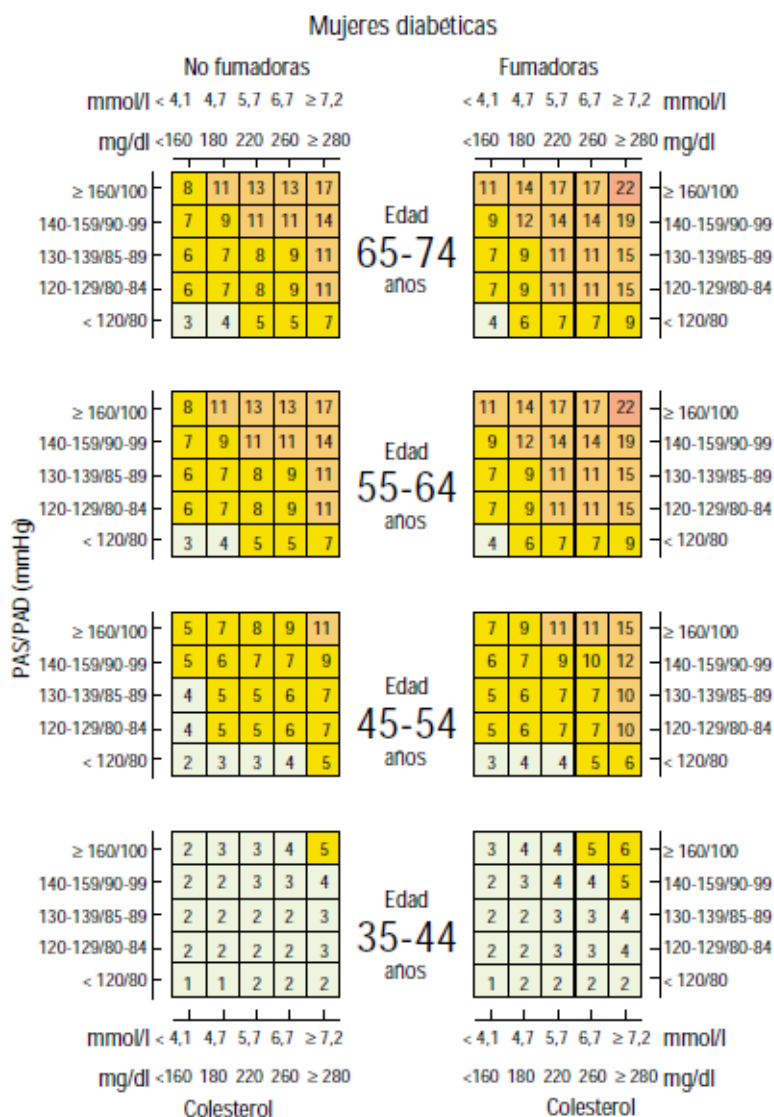 Mujeres diabéticas
No fumadoras Fumadoras
mmol/l < 4,1 4,7 5,7 6,7 ≥ 7,2 < 4,1 4,7 5,7 6,7 ≥ 7,2 mmol/l
mg/dl <160 180 220 260 ≥ 280 <160 180 220 260 ≥ 280 mg/dl
≥ 160/100 8 11 13 13 17 11 14 17 17 22 ≥ 160/100
140-159/90-99 7 9 11 11 14 Edad 9 12 14 14 19 140-159/90-99
130-139/85-89 6 7 8 9 11 65-74 7 9 11 11 15 130-139/85-89
120-129/80-84 6 7 8 9 11 años 7 9 11 11 15 120-129/80-84
< 120/80 3 4 5 5 7 4 6 7 7 9 < 120/80
≥ 160/100 8 11 13 13 17 11 14 17 17 22 ≥ 160/100
140-159/90-99 7 9 11 11 14 Edad 9 12 14 14 19 140-159/90-99
130-139/85-89 6 7 8 9 11 55-64 7 9 11 11 15 130-139/85-89
120-129/80-84 6 7 8 9 11 años 7 9 11 11 15 120-129/80-84
< 120/80 3 4 5 5 7 4 6 7 7 9 < 120/80
PAS/PAD (mmHg)
≥ 160/100 5 7 8 9 11 7 9 11 11 15 ≥ 160/100
140-159/90-99 5 6 7 7 9 Edad 6 7 9 10 12 140-159/90-99
130-139/85-89 4 5 5 6 7 45-54 5 6 7 7 10 130-139/85-89
120-129/80-84 4 5 5 6 7 años 5 6 7 7 10 120-129/80-84
< 120/80 2 3 3 4 5 3 4 4 5 6 < 120/80
≥ 160/100 2 3 3 4 5 3 4 4 5 6 ≥ 160/100
140-159/90-99 2 2 3 3 4 Edad 2 3 4 4 5 140-159/90-99
130-139/85-89 2 2 2 2 3 35-44 2 2 3 3 4 130-139/85-89
120-129/80-84 2 2 2 2 3 años 2 2 3 3 4 120-129/80-84
< 120/80 1 1 2 2 2 1 2 2 2 2 < 120/80
mmol/l < 4,1 4,7 5,7 6,7 ≥ 7,2 < 4,1 4,7 5,7 6,7 ≥ 7,2 mmol/l
mg/dl <160 180 220 260 ≥ 280 <160 180 220 260 ≥ 280 mg/dl
Colesterol Colesterol